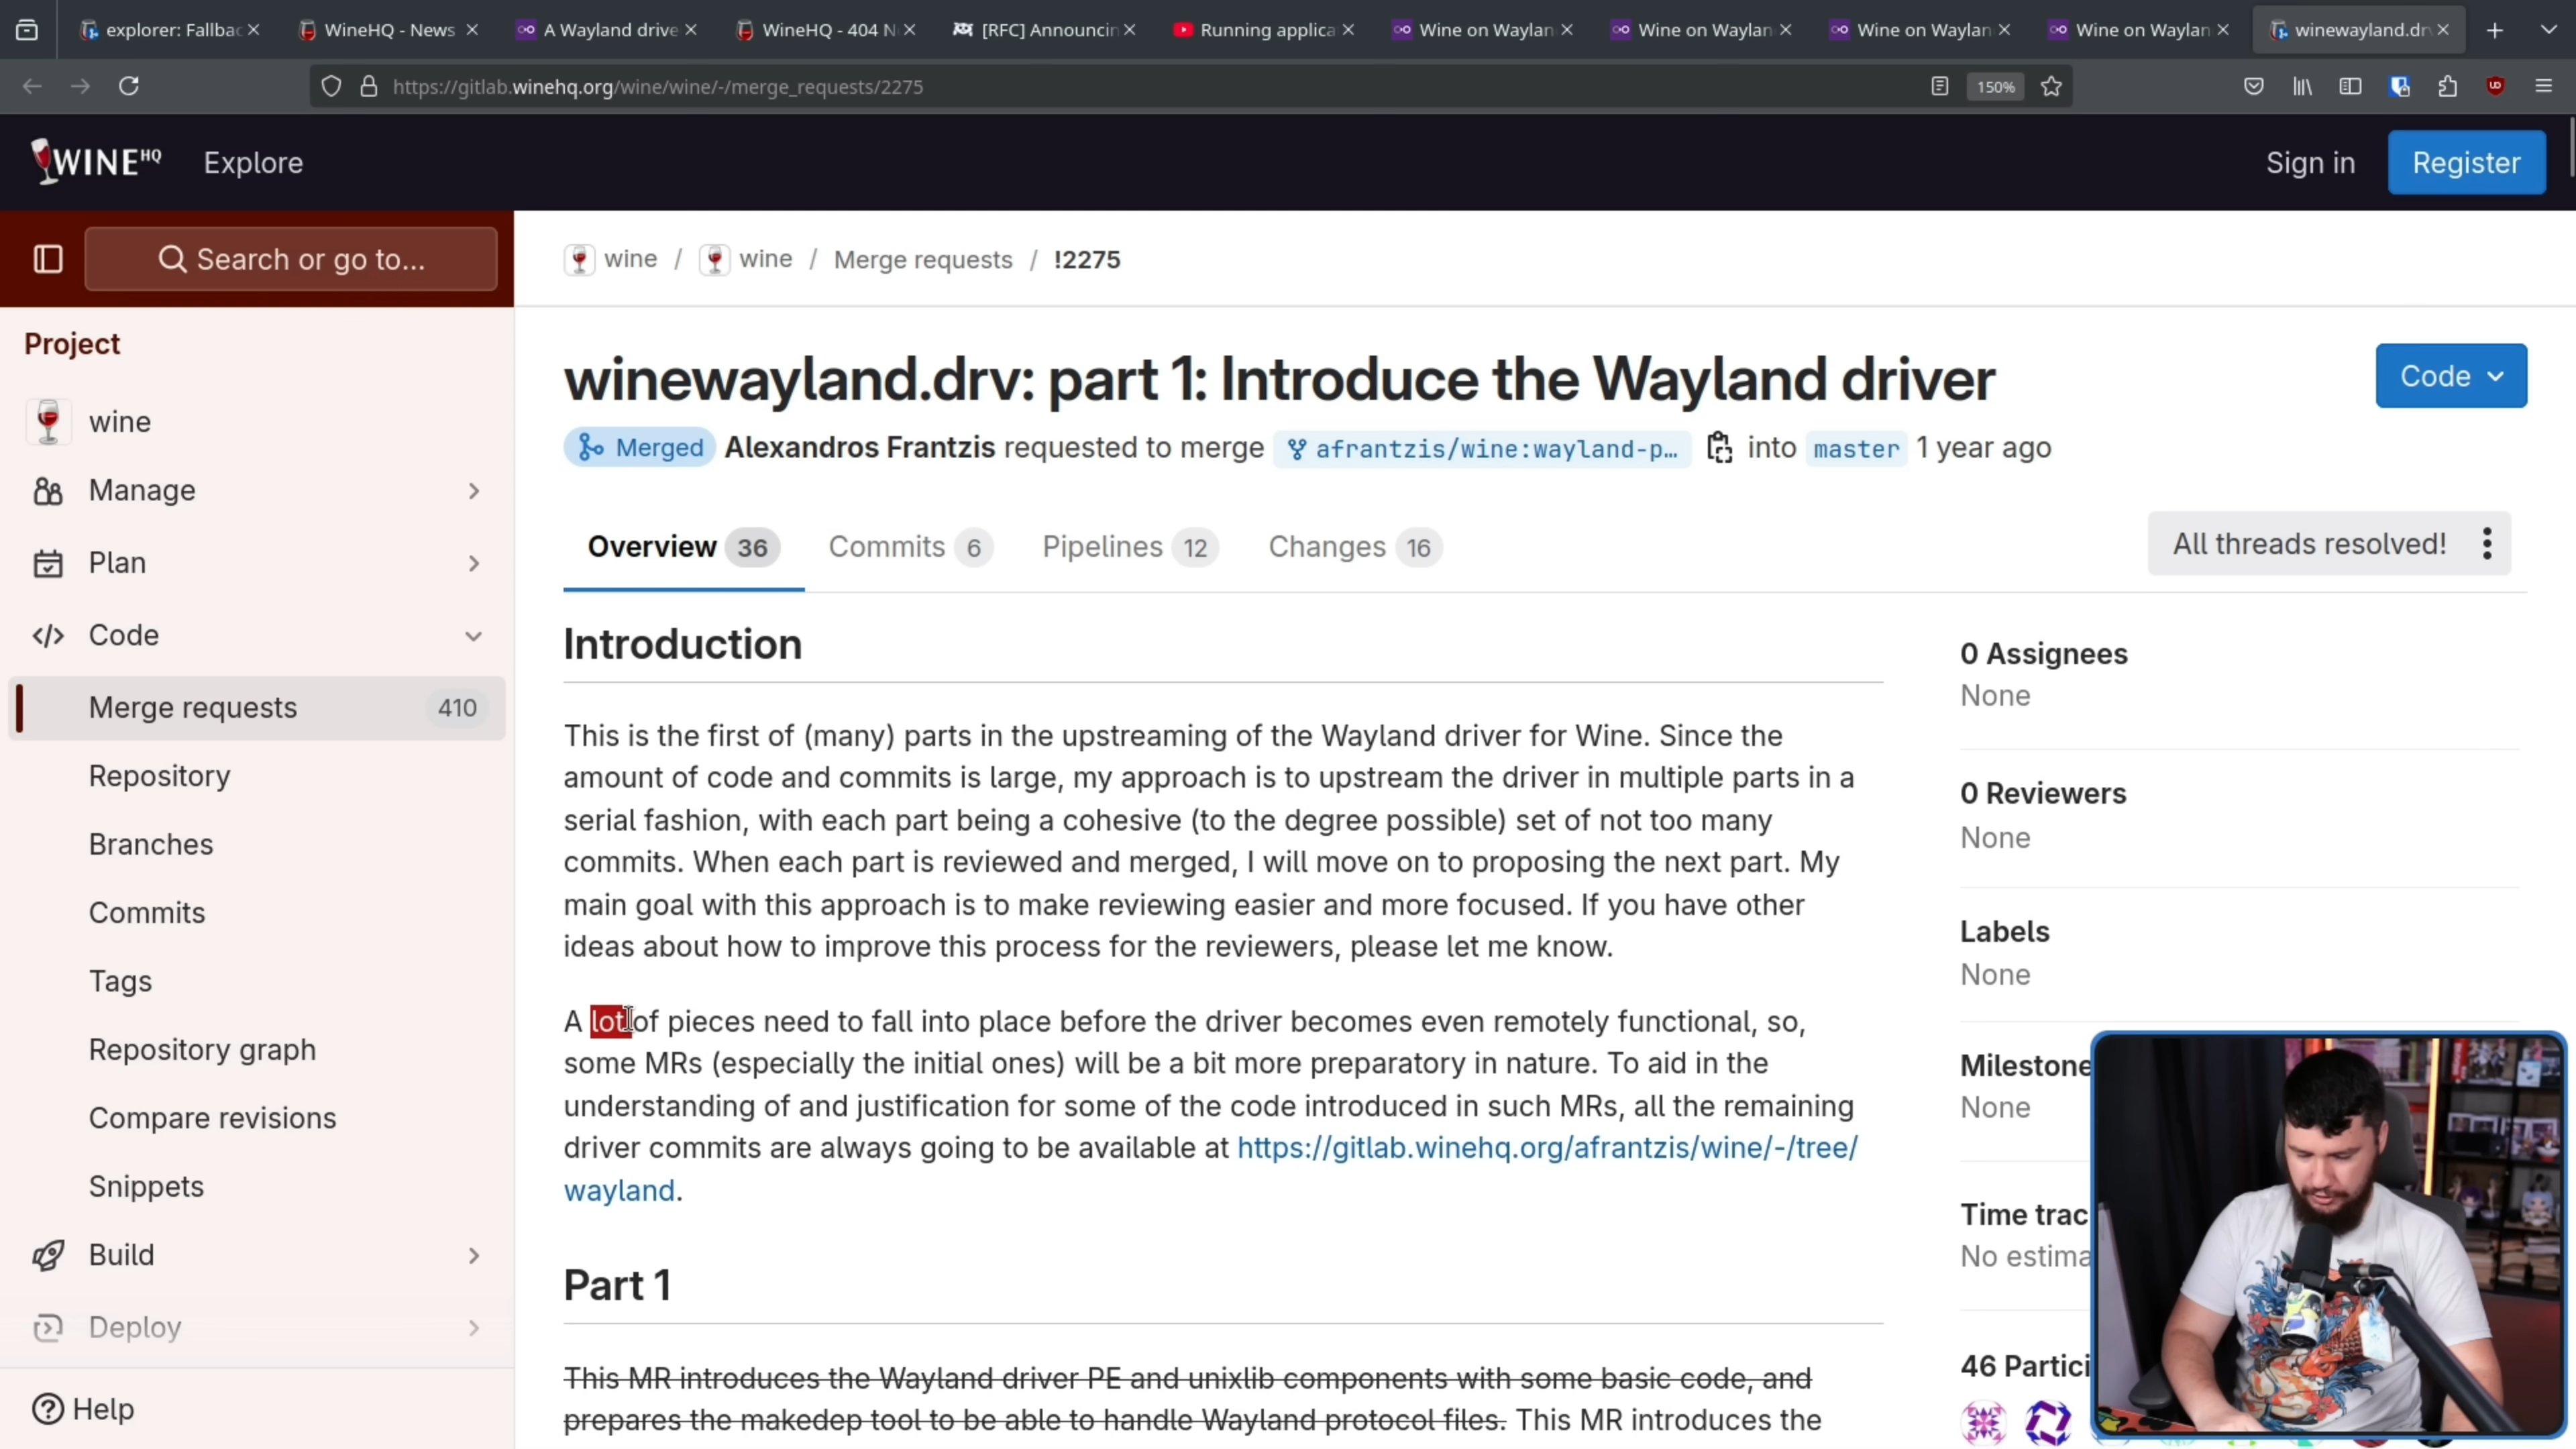 explorer: Fallbac
WineHQ - News
A Wayland drive
WineHQ - 404 N
[RFC] Announcin
Running applica
Wine on Waylan
Wine on Waylan
Wine on Waylan
Wine on Waylan
winewayland.dr
https://gitlab.winehq.org/wine/wine/-/merge_requests/2275
150%
WINE HQ
Explore
Sign in
Register
Search or go to...
wine / wine / Merge requests / !2275
Project
wine
Manage
Plan
Code
Merge requests 410
Repository
Branches
Commits
Tags
Repository graph
Compare revisions
Snippets
Build
Deploy
Help
winewayland.drv: part 1: Introduce the Wayland driver
Code
Merged Alexandros Frantzis requested to merge afrantzis/wine:wayland-p... into master 1 year ago
Overview 36 Commits 6 Pipelines 12 Changes 16
All threads resolved!
Introduction
This is the first of (many) parts in the upstreaming of the Wayland driver for Wine. Since the
amount of code and commits is large, my approach is to upstream the driver in multiple parts in a
serial fashion, with each part being a cohesive (to the degree possible) set of not too many
commits. When each part is reviewed and merged, I will move on to proposing the next part. My
main goal with this approach is to make reviewing easier and more focused. If you have other
ideas about how to improve this process for the reviewers, please let me know.
A lot of pieces need to fall into place before the driver becomes even remotely functional, so,
some MRs (especially the initial ones) will be a bit more preparatory in nature. To aid in the
understanding of and justification for some of the code introduced in such MRs, all the remaining
driver commits are always going to be available at https://gitlab.winehq.org/afrantzis/wine/-/tree/
wayland.
Part 1
This MR introduces the Wayland driver PE and unixlib components with some basic code, and
prepares the makedep tool to be able to handle Wayland protocol files. This MR introduces the
0 Assignees
None
0 Reviewers
None
Labels
None
Milestone
None
Time trac
No estima
46 Partici